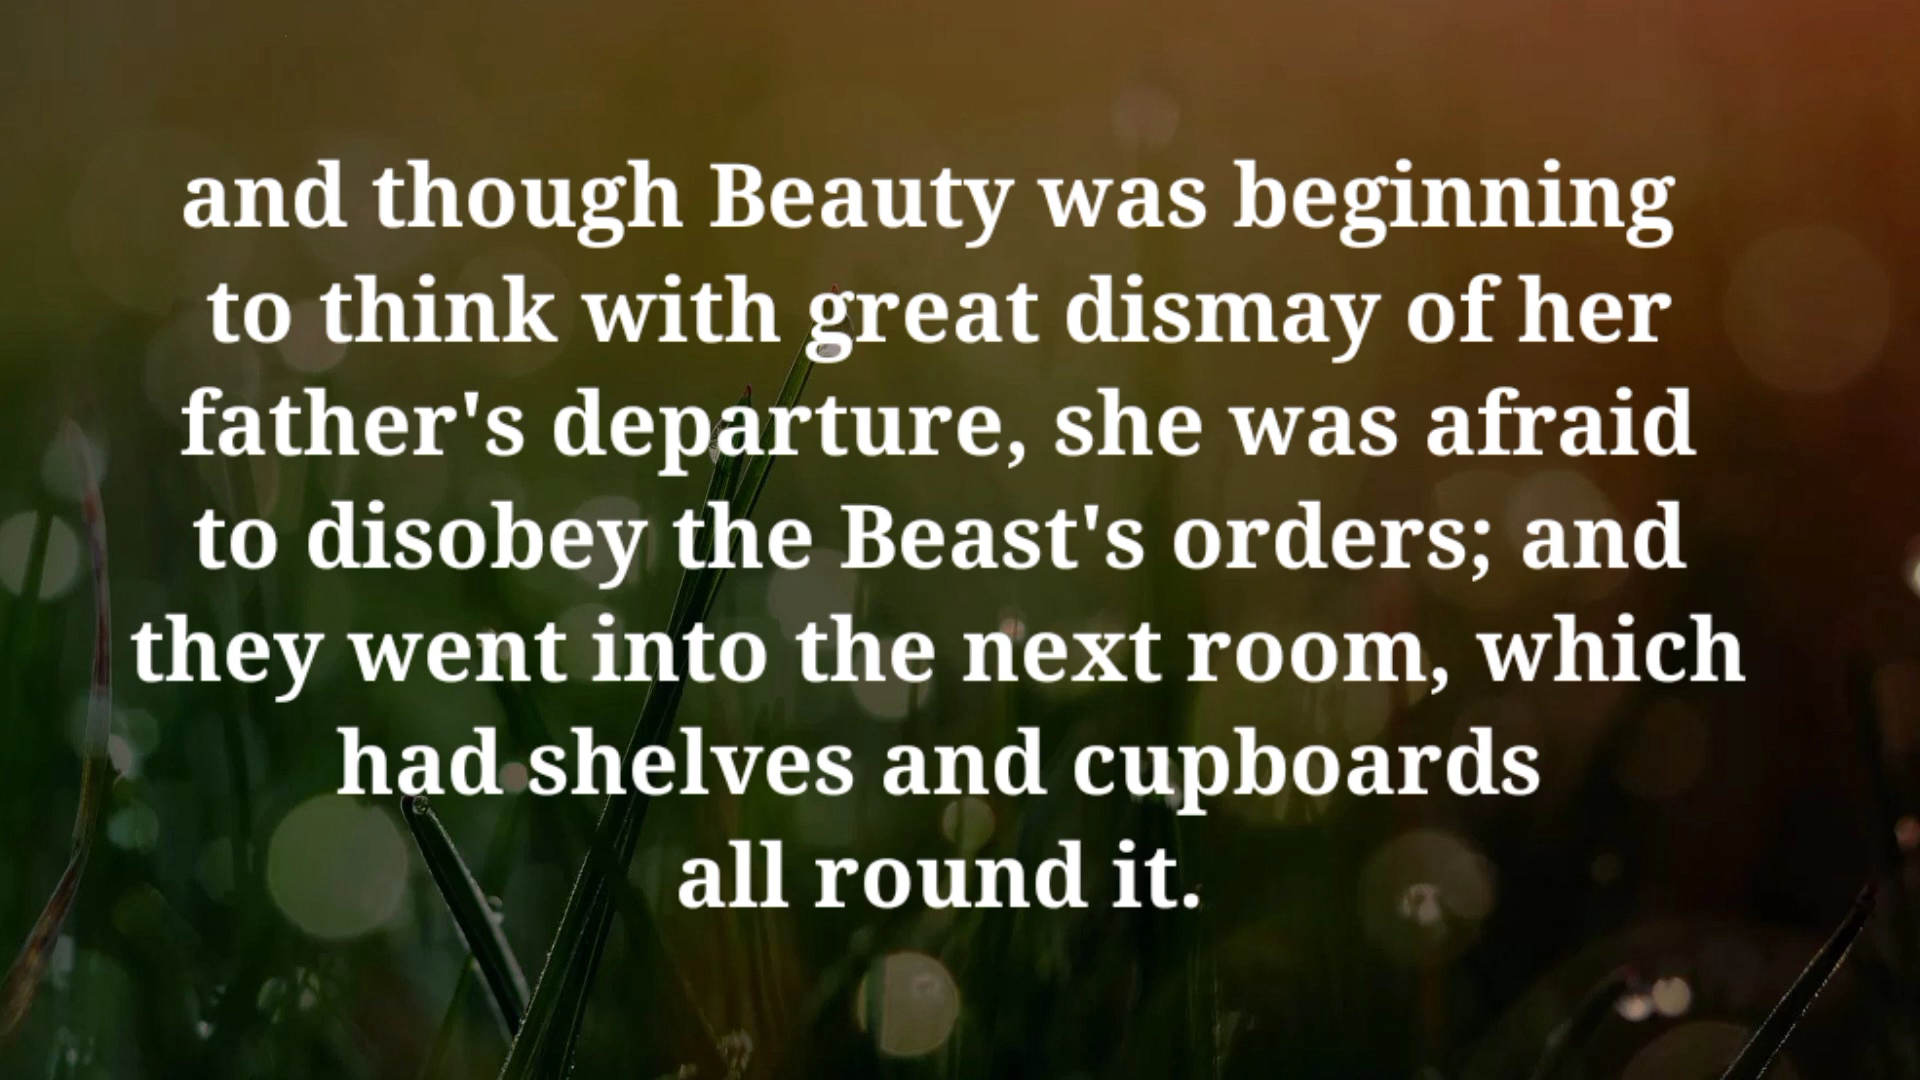 and though Beauty was beginning
to think with great dismay of her
father's departure, she was afraid
to disobey the Beast's orders; and
they went into the next room, which
had shelves and cupboards
all round it.